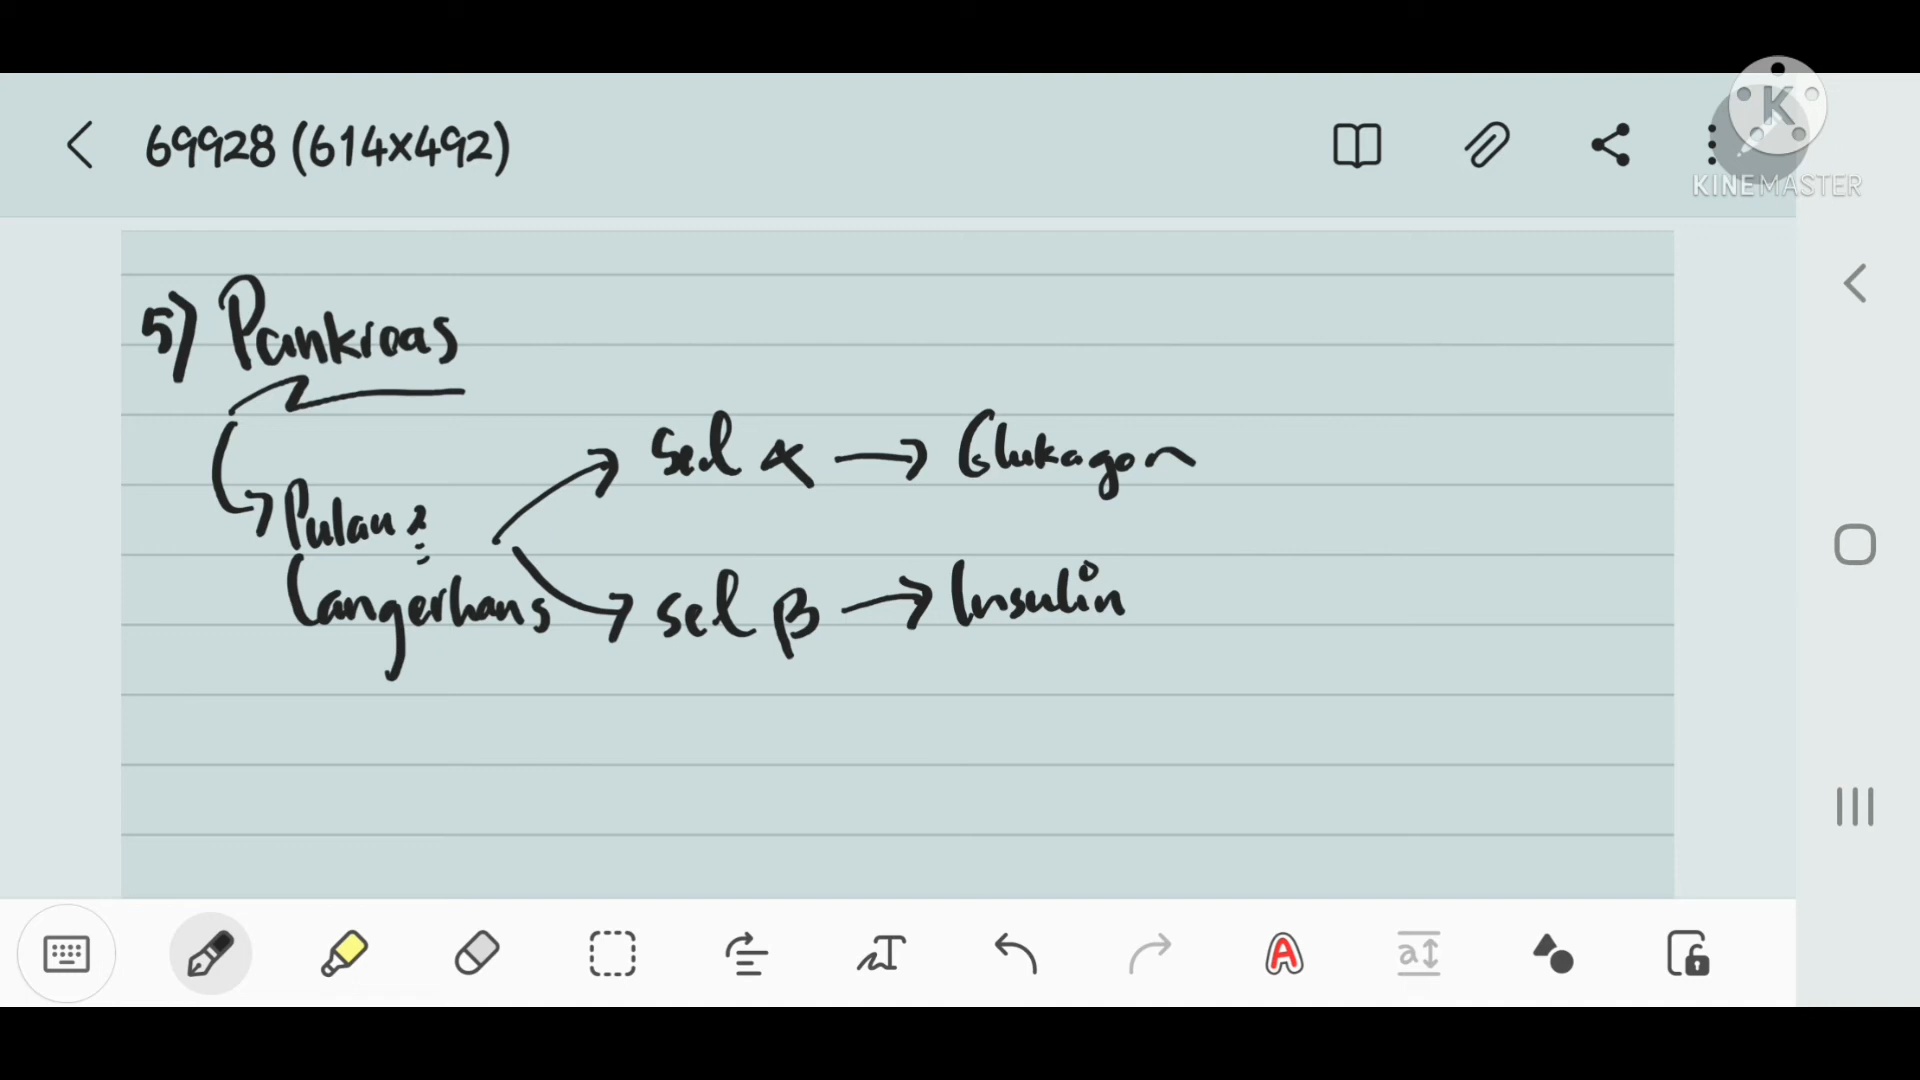 69928 (614x492)
KINEMASTER
5) Pankreas
Sel α → Glukagon
Pulau2
Langerhans
sel β → Insulin